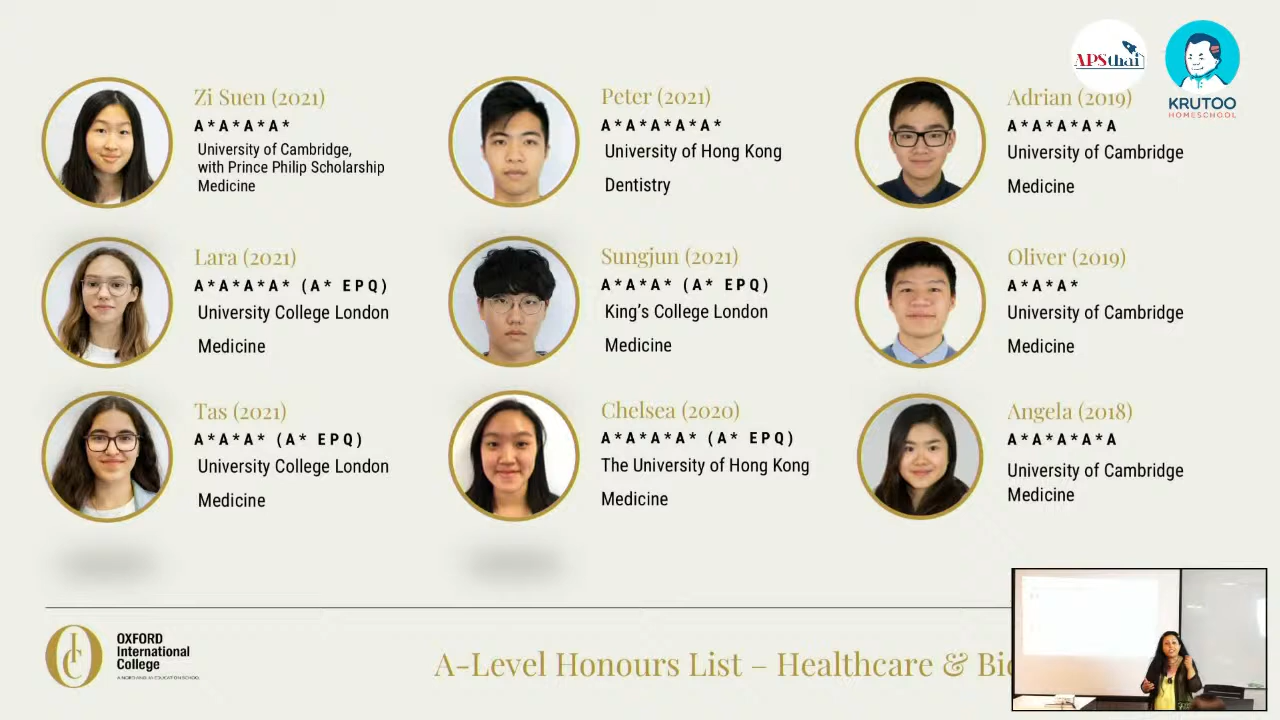 APSthai
KRUTOO
HOMESCHOOL
Zi Suen (2021)
A*A*A*A*
University of Cambridge,
with Prince Philip Scholarship
Medicine
Peter (2021)
A*A*A*A*A*
University of Hong Kong
Dentistry
Adrian (2019)
A*A*A*A*A
University of Cambridge
Medicine
Lara (2021)
A*A*A*A* (A* EPQ)
University College London
Medicine
Sungjun (2021)
A*A*A* (A* EPQ)
King’s College London
Medicine
Oliver (2019)
A*A*A*
University of Cambridge
Medicine
Tas (2021)
A*A*A* (A* EPQ)
University College London
Medicine
Chelsea (2020)
A*A*A*A* (A* EPQ)
The University of Hong Kong
Medicine
Angela (2018)
A*A*A*A*A
University of Cambridge
Medicine
OXFORD
International
College
A NORD ANGLIA EDUCATION SCHOOL
A-Level Honours List – Healthcare &